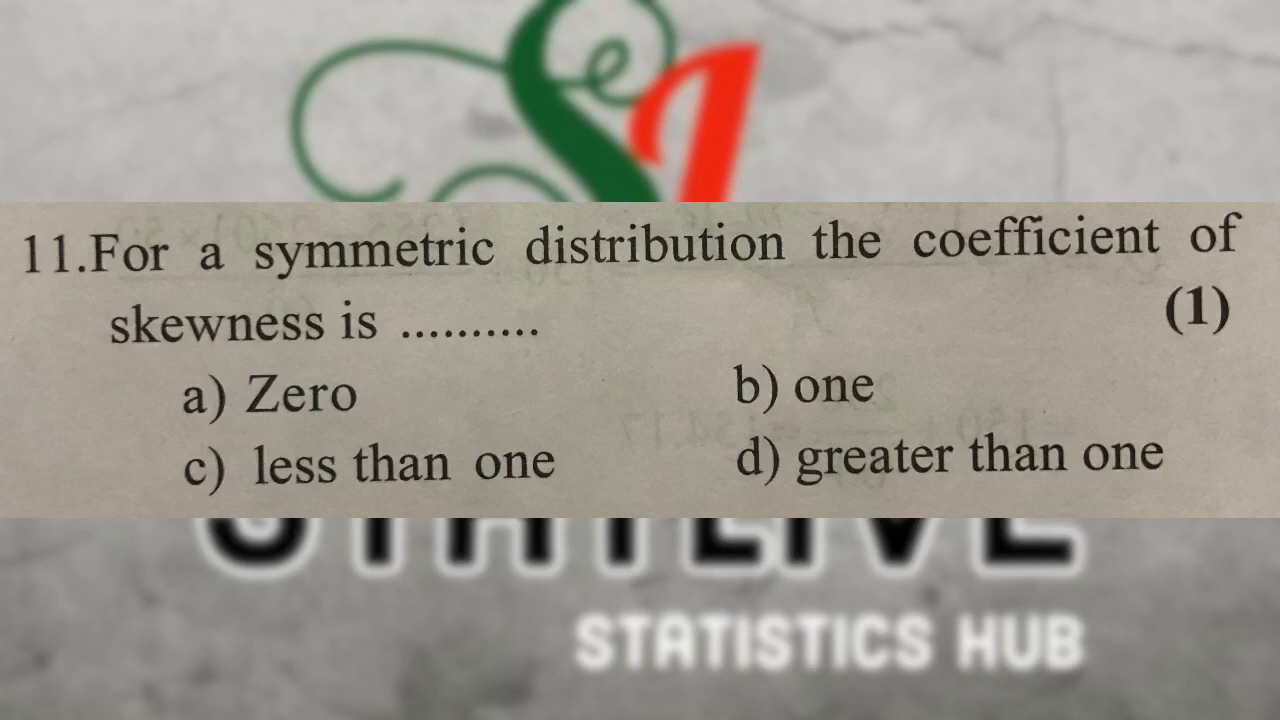 11.For a symmetric distribution the coefficient of
skewness is ..........
(1)
a) Zero
b) one
c) less than one
d) greater than one
STATISTICS HUB